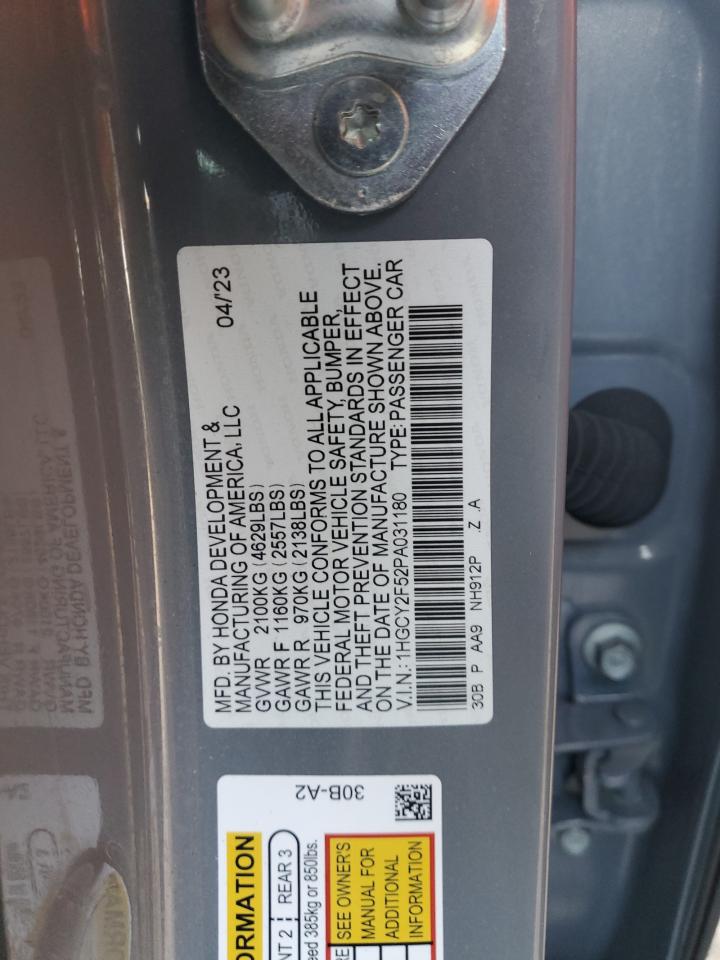 MFD. BY HONDA DEVELOPMENT &
MANUFACTURING OF AMERICA, LLC 04/'23
GVWR 2100KG (4629LBS)
GAWR F 1160KG (2557LBS)
GAWR R 970KG (2138LBS)
THIS VEHICLE CONFORMS TO ALL APPLICABLE
FEDERAL MOTOR VEHICLE SAFETY, BUMPER,
AND THEFT PREVENTION STANDARDS IN EFFECT
ON THE DATE OF MANUFACTURE SHOWN ABOVE.
V.I.N.: 1HGCY2F52PA031180 TYPE: PASSENGER CAR
30B P AA9 NH912P .Z .A
30B-A2
ORMATION
NT 2 REAR 3
eed 385kg or 850lbs.
RE SEE OWNER'S
MANUAL FOR
ADDITIONAL
INFORMATION